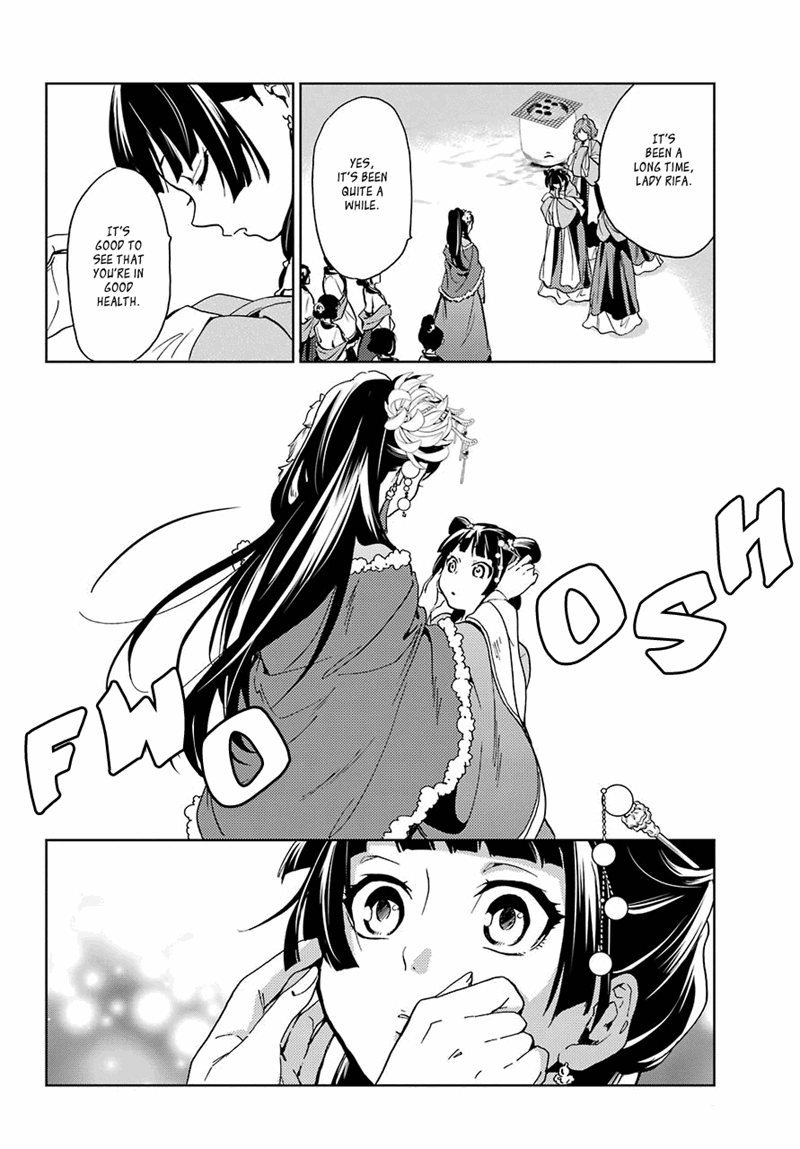 IT'S
BEEN A
LONG TIME,
LADY RIFA.
YES,
IT'S BEEN
QUITE A
WHILE.
IT'S
GOOD TO
SEE THAT
YOU'RE IN
GOOD
HEALTH.
FWOOSH